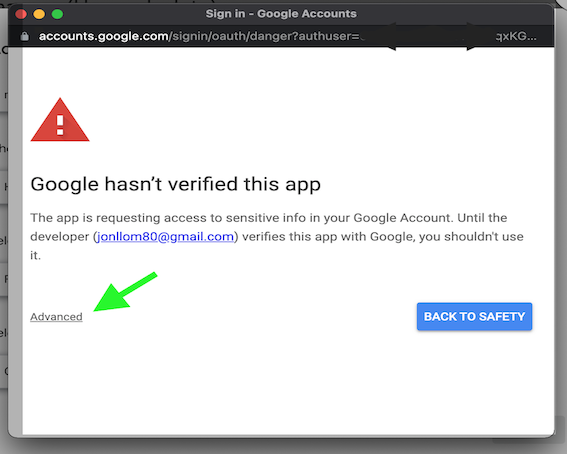 Sign in - Google Accounts
accounts.google.com/signin/oauth/danger?authuser= qxKG...
Google hasn't verified this app
The app is requesting access to sensitive info in your Google Account. Until the
developer (jonllom80@gmail.com) verifies this app with Google, you shouldn't use
it.
Advanced
BACK TO SAFETY